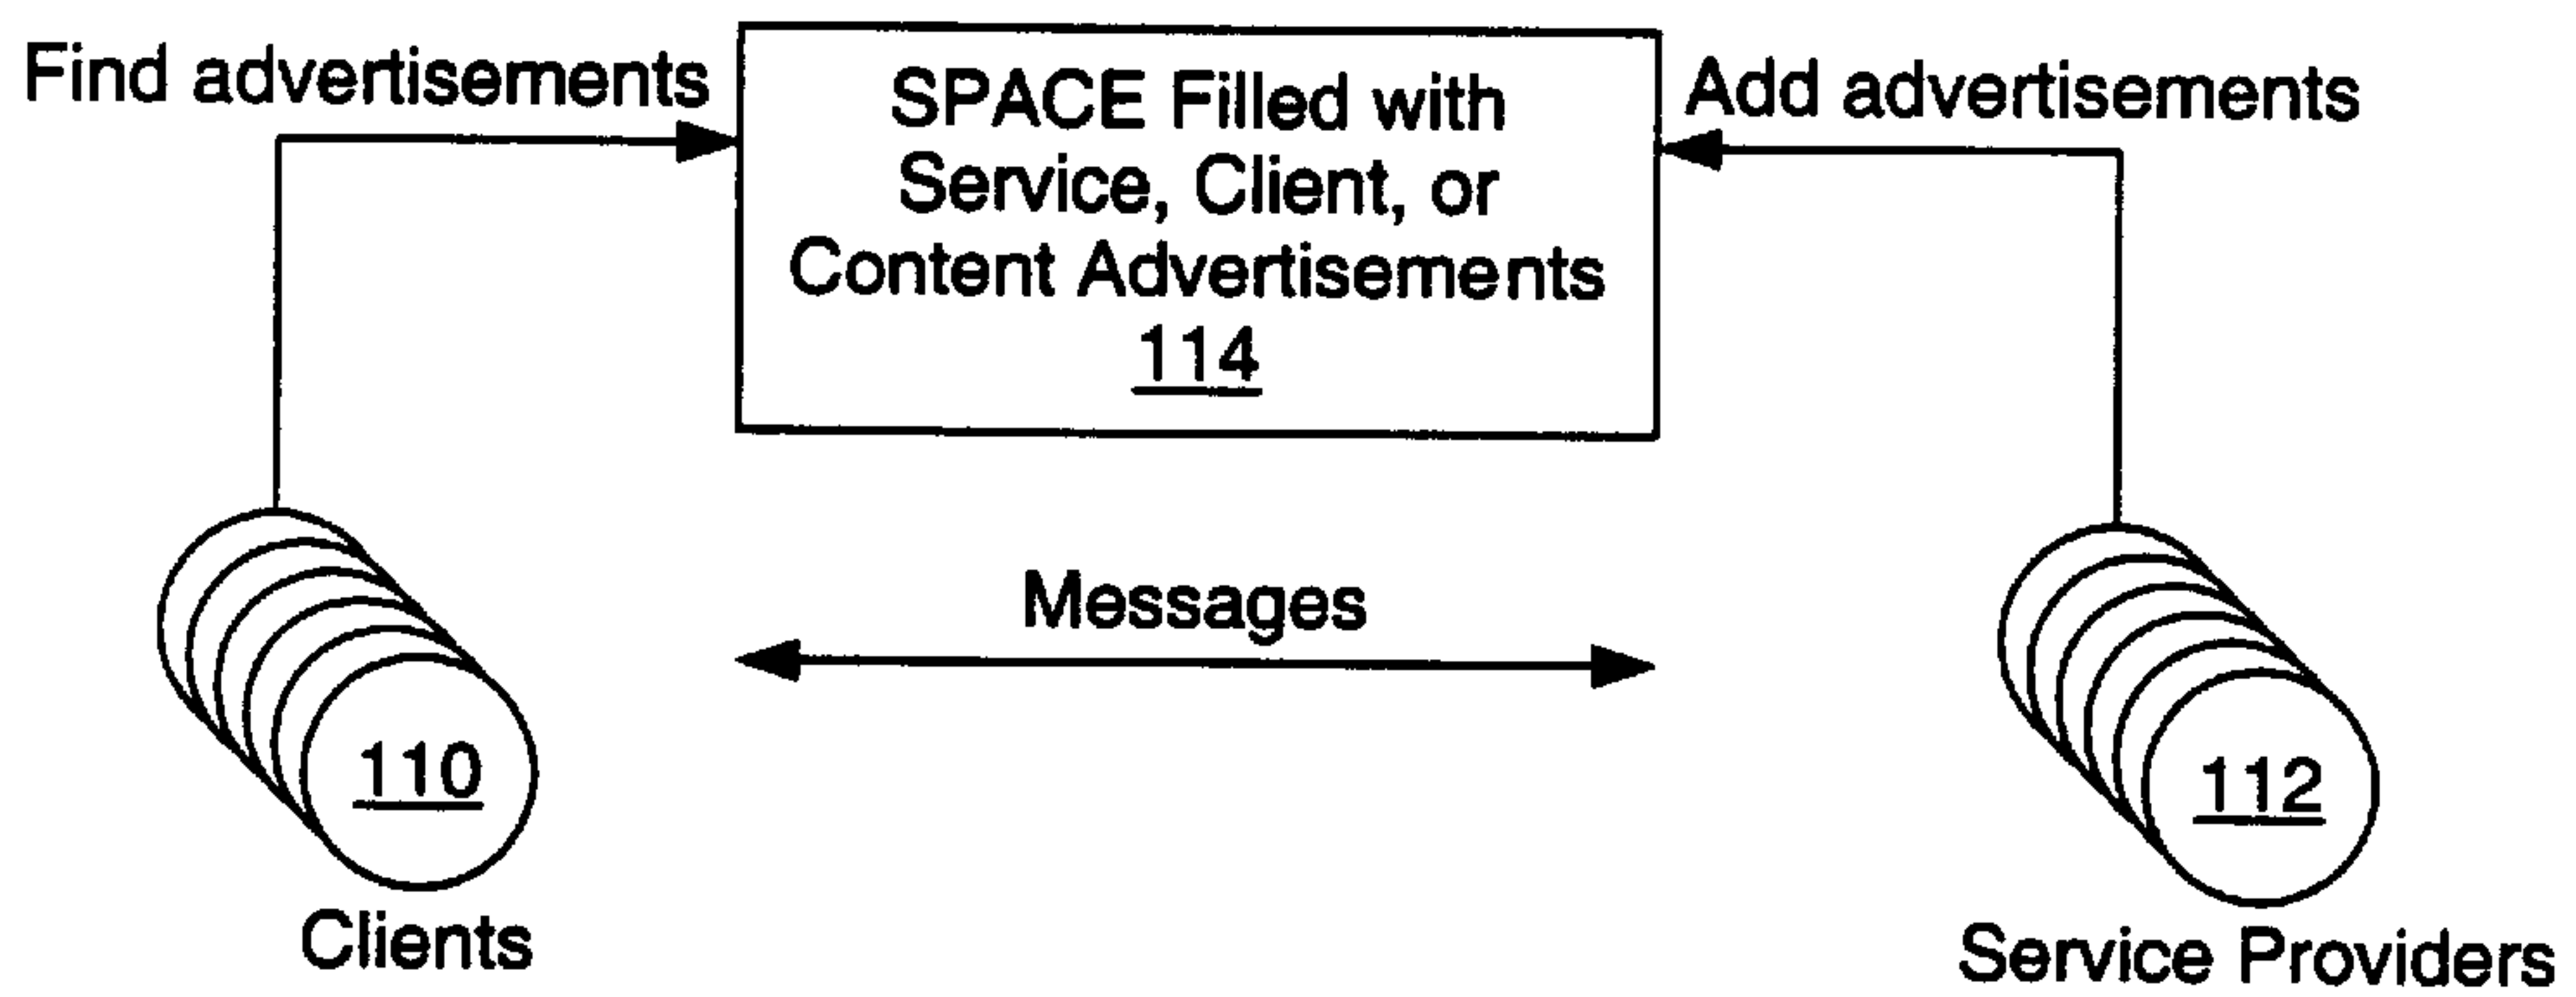 Find advertisements
SPACE Filled with
Service, Client, or
Content Advertisements
114
Add advertisements
Messages
110
Clients
112
Service Providers